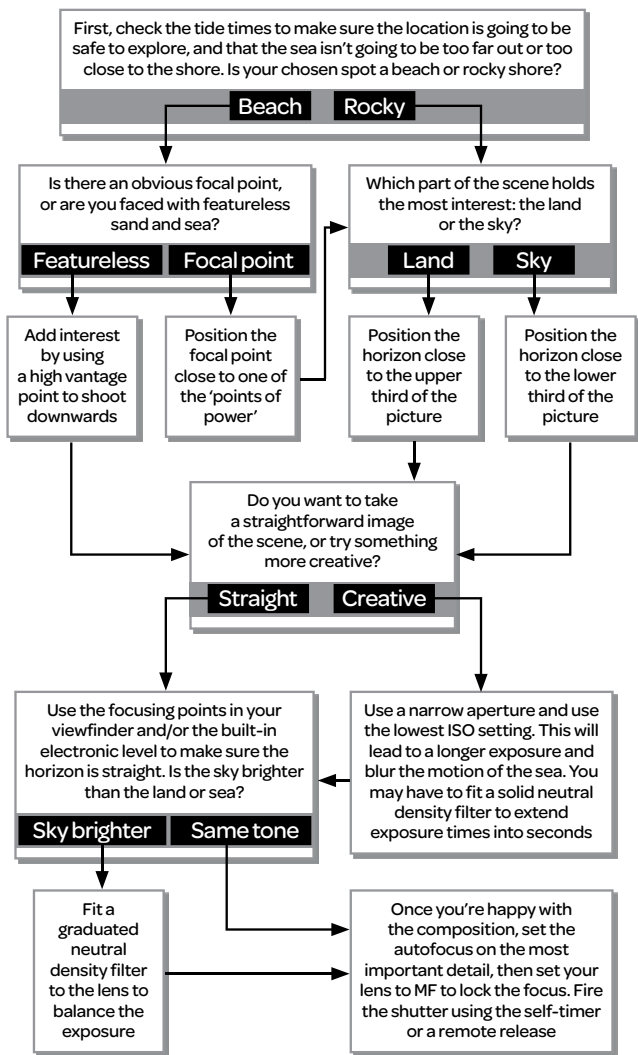 First, check the tide times to make sure the location is going to be
safe to explore, and that the sea isn't going to be too far out or too
close to the shore. Is your chosen spot a beach or rocky shore?
Beach
Rocky
Is there an obvious focal point,
or are you faced with featureless
sand and sea?
Featureless
Focal point
Which part of the scene holds
the most interest: the land
or the sky?
Land
Sky
Add interest
by using
a high vantage
point to shoot
downwards
Position the
focal point
close to one of
the 'points of
power'
Position the
horizon close
to the upper
third of the
picture
Position the
horizon close
to the lower
third of the
picture
Do you want to take
a straightforward image
of the scene, or try something
more creative?
Straight
Creative
Use the focusing points in your
viewfinder and/or the built-in
electronic level to make sure the
horizon is straight. Is the sky brighter
than the land or sea?
Sky brighter
Same tone
Use a narrow aperture and use
the lowest ISO setting. This will
lead to a longer exposure and
blur the motion of the sea. You
may have to fit a solid neutral
density filter to extend
exposure times into seconds
Fit a
graduated
neutral
density filter
to the lens to
balance the
exposure
Once you're happy with
the composition, set the
autofocus on the most
important detail, then set your
lens to MF to lock the focus. Fire
the shutter using the self-timer
or a remote release